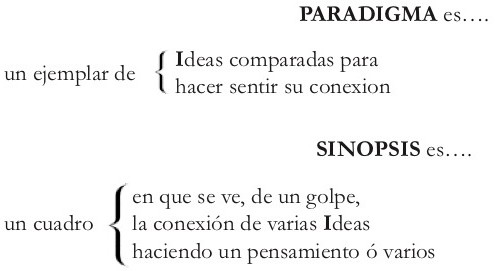 PARADIGMA es….
un ejemplar de
Ideas comparadas para
hacer sentir su conexion
SINOPSIS es….
en que se ve, de un golpe,
un cuadro
la conexión de varias Ideas
haciendo un pensamiento ó varios